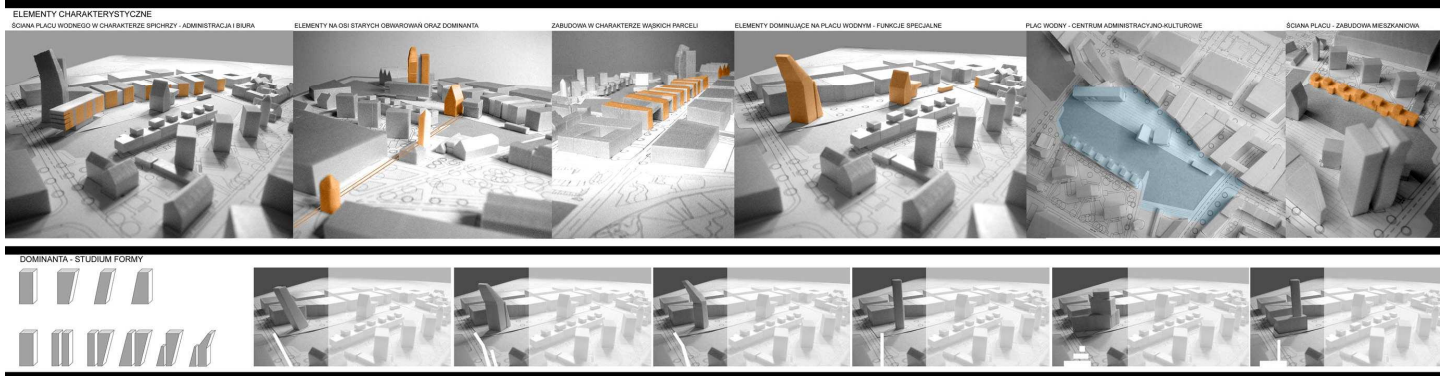 ELEMENTY CHARAKTERYSTYCZNE
ŚCIANA PLACU WODNEGO W CHARAKTERZE SPICHRZY - ADMINISTRACJA I BIURA
ELEMENTY NA OSI STARYCH OBWAROWAŃ ORAZ DOMINANTA
ZABUDOWA W CHARAKTERZE WĄSKICH PARCELI
ELEMENTY DOMINUJĄCE NA PLACU WODNYM - FUNKCJE SPECJALNE
PLAC WODNY - CENTRUM ADMINISTRACYJNO-KULTUROWE
ŚCIANA PLACU - ZABUDOWA MIESZKANIOWA
DOMINANTA - STUDIUM FORMY